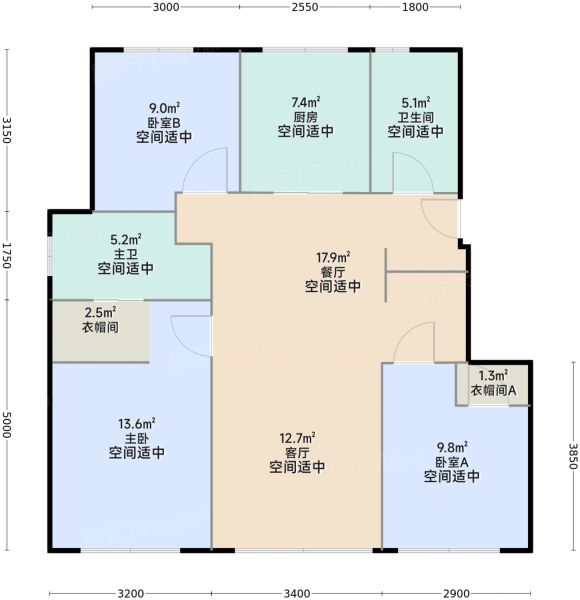 3000
2550
1800
9.0㎡
卧室B
空间适中
7.4㎡
厨房
空间适中
5.1㎡
卫生间
空间适中
3150
1750
5000
5.2㎡
主卫
空间适中
17.9㎡
餐厅
空间适中
2.5㎡
衣帽间
1.3㎡
衣帽间A
13.6㎡
主卧
空间适中
12.7㎡
客厅
空间适中
9.8㎡
卧室A
空间适中
3850
3200
3400
2900